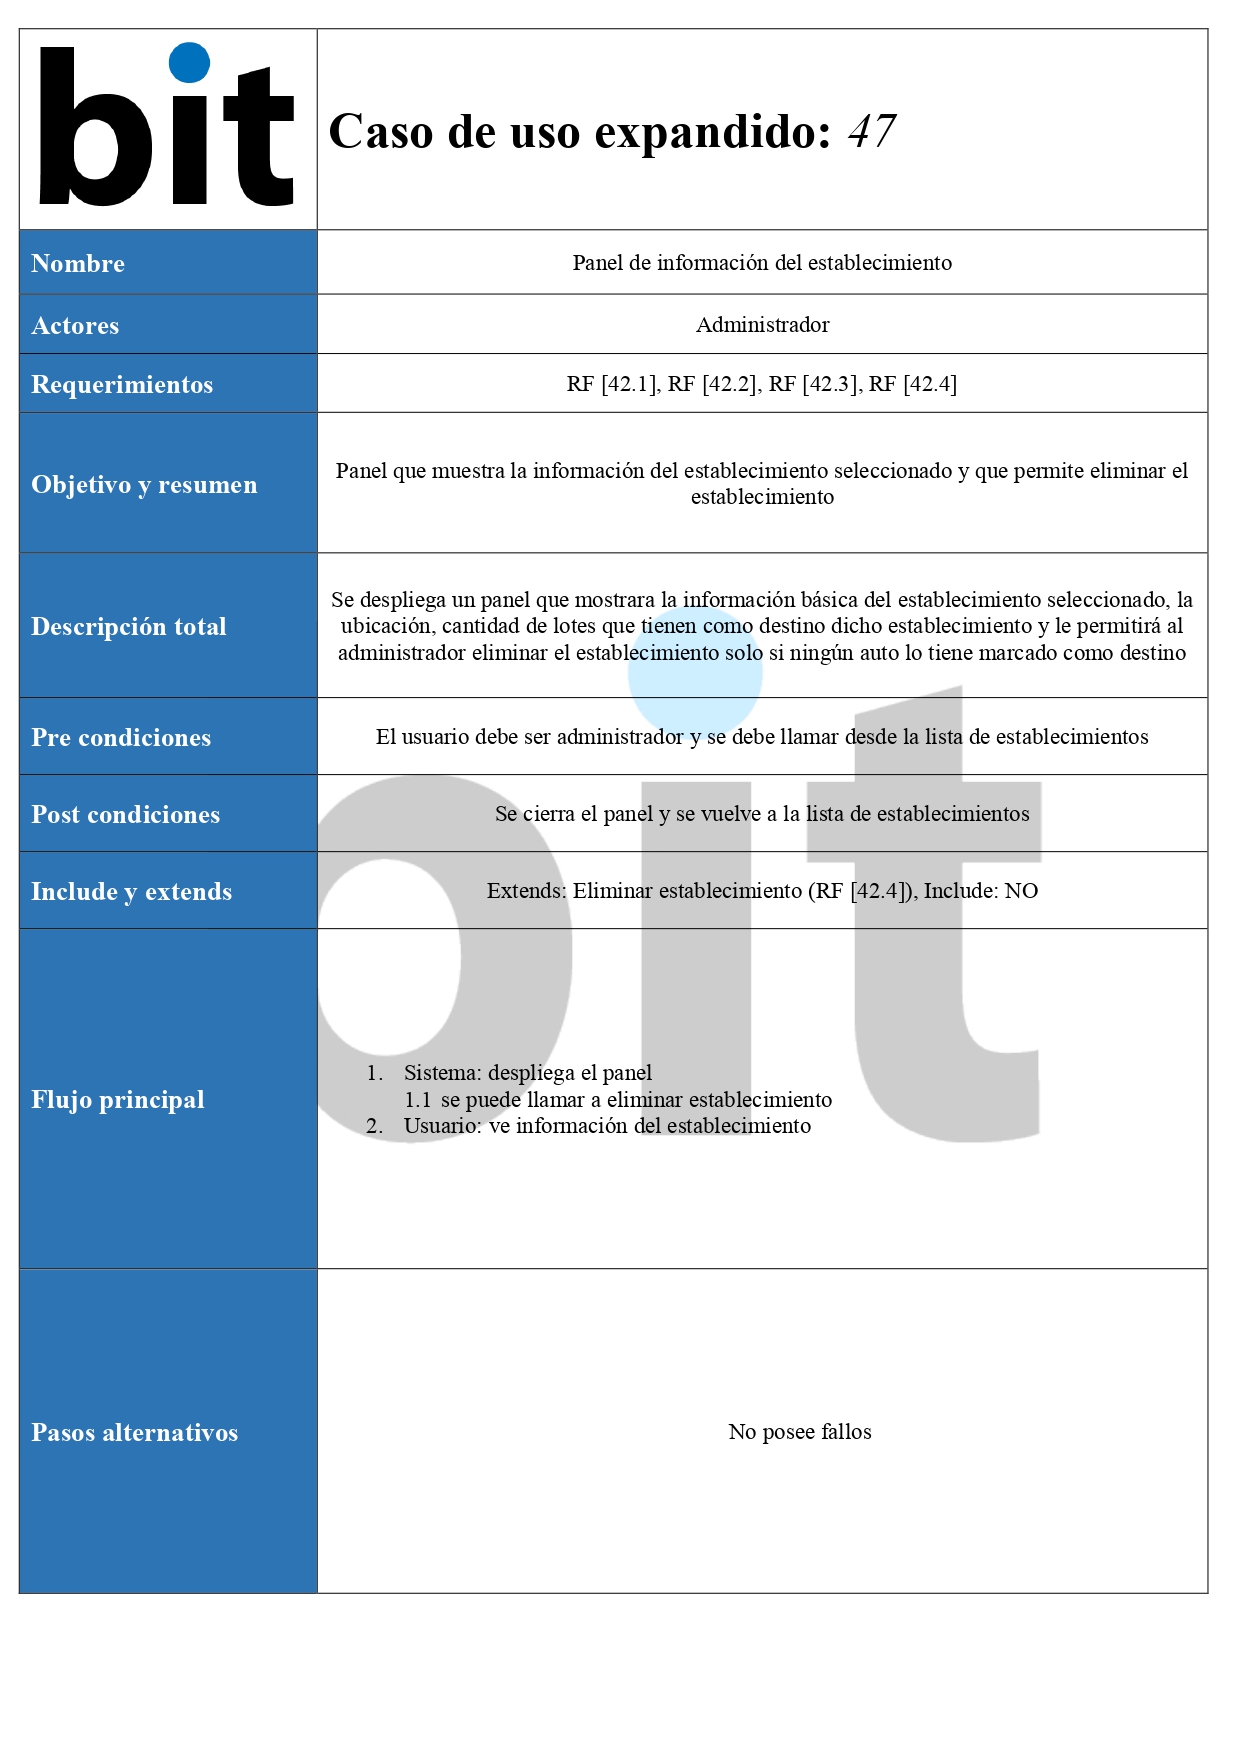 bit
Caso de uso expandido: 47
Nombre
Panel de información del establecimiento
Actores
Administrador
Requerimientos
RF [42.1], RF [42.2], RF [42.3], RF [42.4]
Objetivo y resumen
Panel que muestra la información del establecimiento seleccionado y que permite eliminar el
establecimiento
Descripción total
Se despliega un panel que mostrara la información básica del establecimiento seleccionado, la
ubicación, cantidad de lotes que tienen como destino dicho establecimiento y le permitirá al
administrador eliminar el establecimiento solo si ningún auto lo tiene marcado como destino
Pre condiciones
El usuario debe ser administrador y se debe llamar desde la lista de establecimientos
Post condiciones
Se cierra el panel y se vuelve a la lista de establecimientos
Include y extends
Extends: Eliminar establecimiento (RF [42.4]), Include: NO
Flujo principal
1. Sistema: despliega el panel
1.1 se puede llamar a eliminar establecimiento
2. Usuario: ve información del establecimiento
Pasos alternativos
No posee fallos
bit